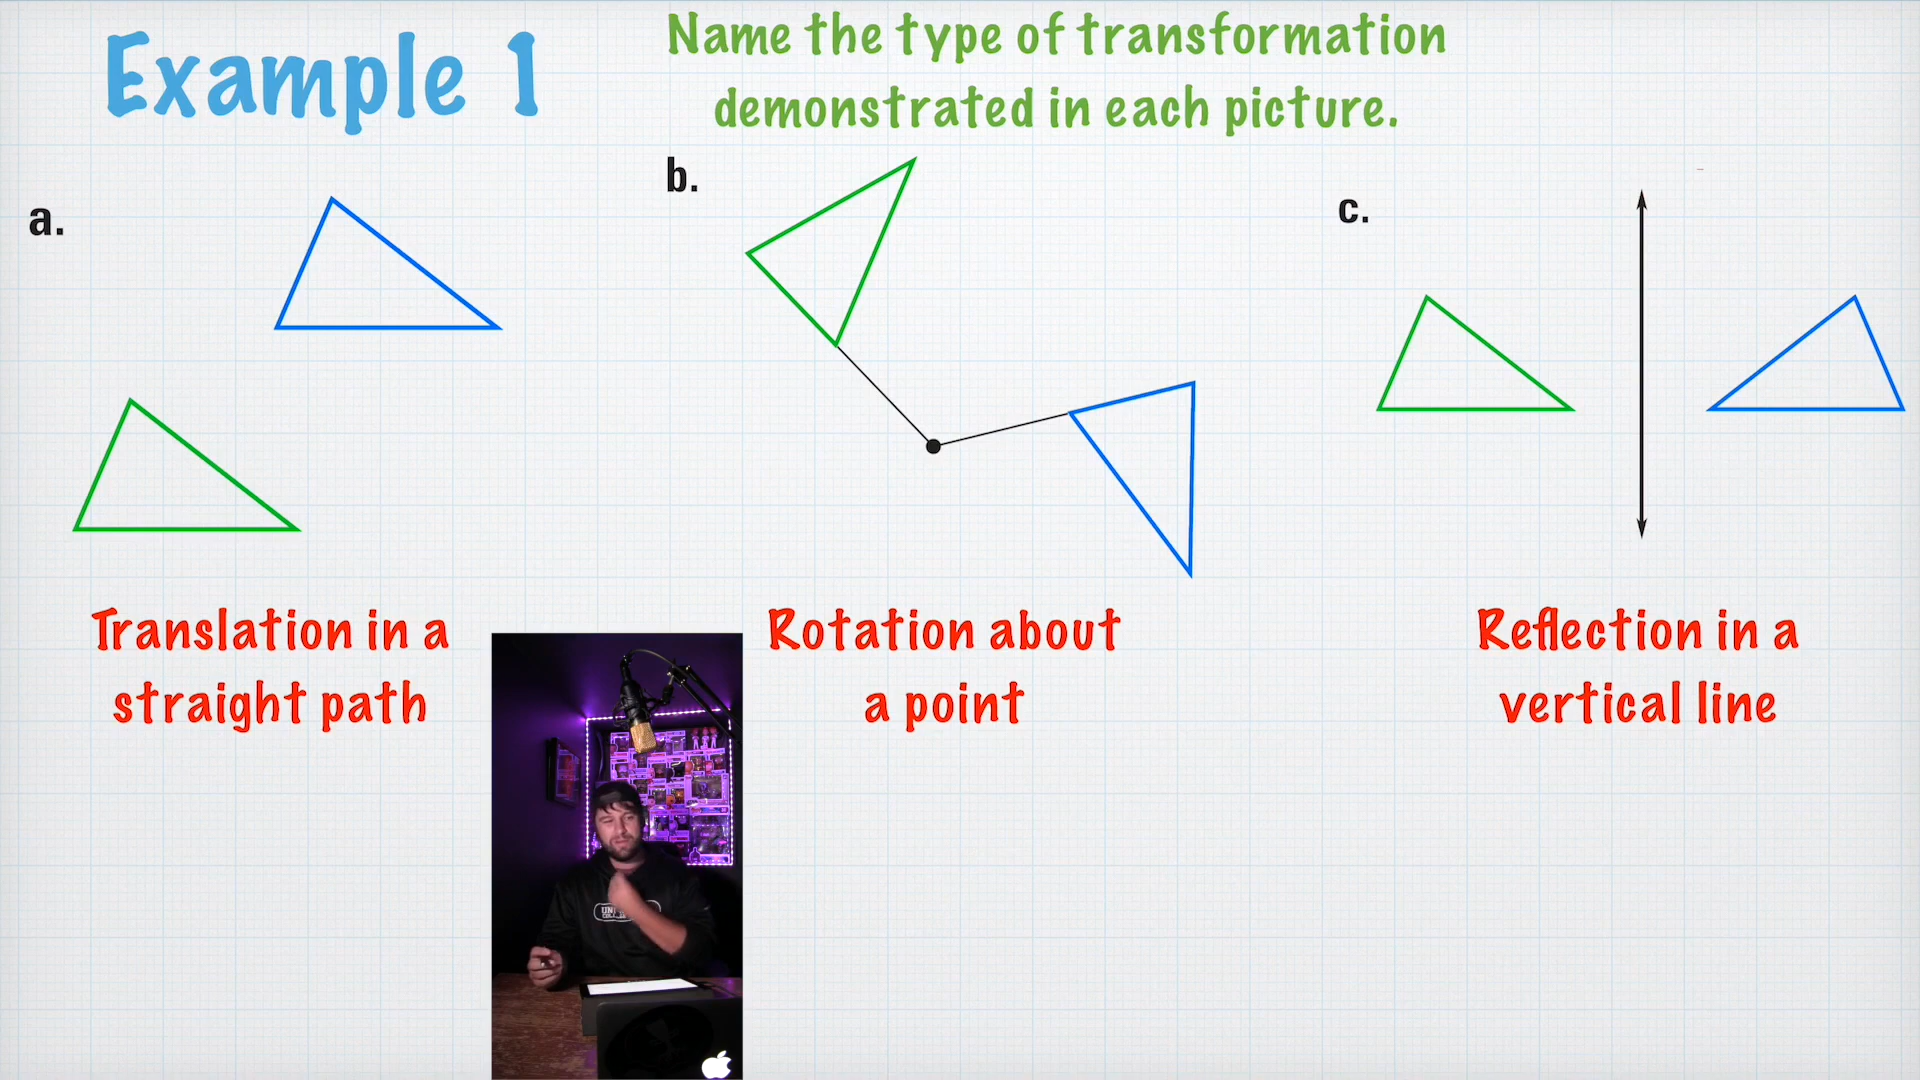 Example 1
Name the type of transformation
demonstrated in each picture.
a.
b.
c.
Translation in a
straight path
Rotation about
a point
Reflection in a
vertical line